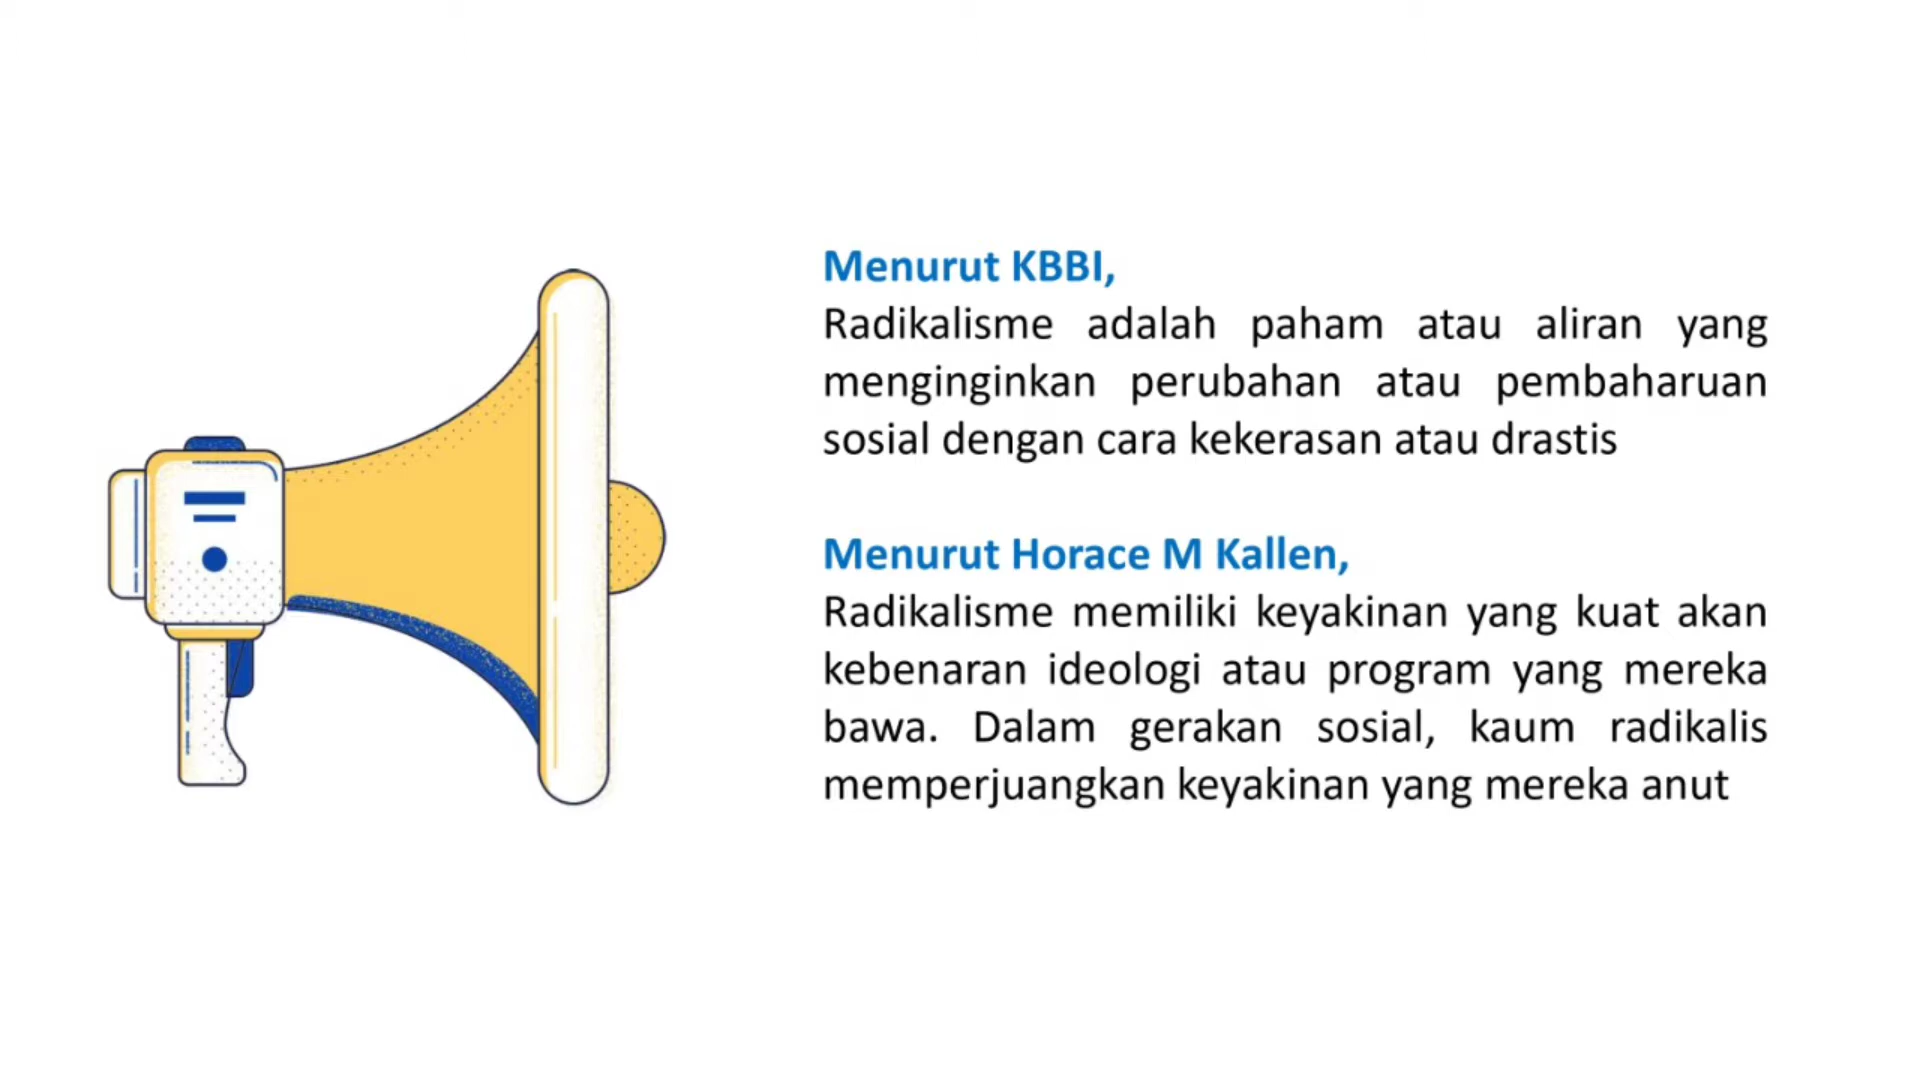 Menurut KBBI,
Radikalisme adalah paham atau aliran yang
menginginkan perubahan atau pembaharuan
sosial dengan cara kekerasan atau drastis
Menurut Horace M Kallen,
Radikalisme memiliki keyakinan yang kuat akan
kebenaran ideologi atau program yang mereka
bawa. Dalam gerakan sosial, kaum radikalis
memperjuangkan keyakinan yang mereka anut